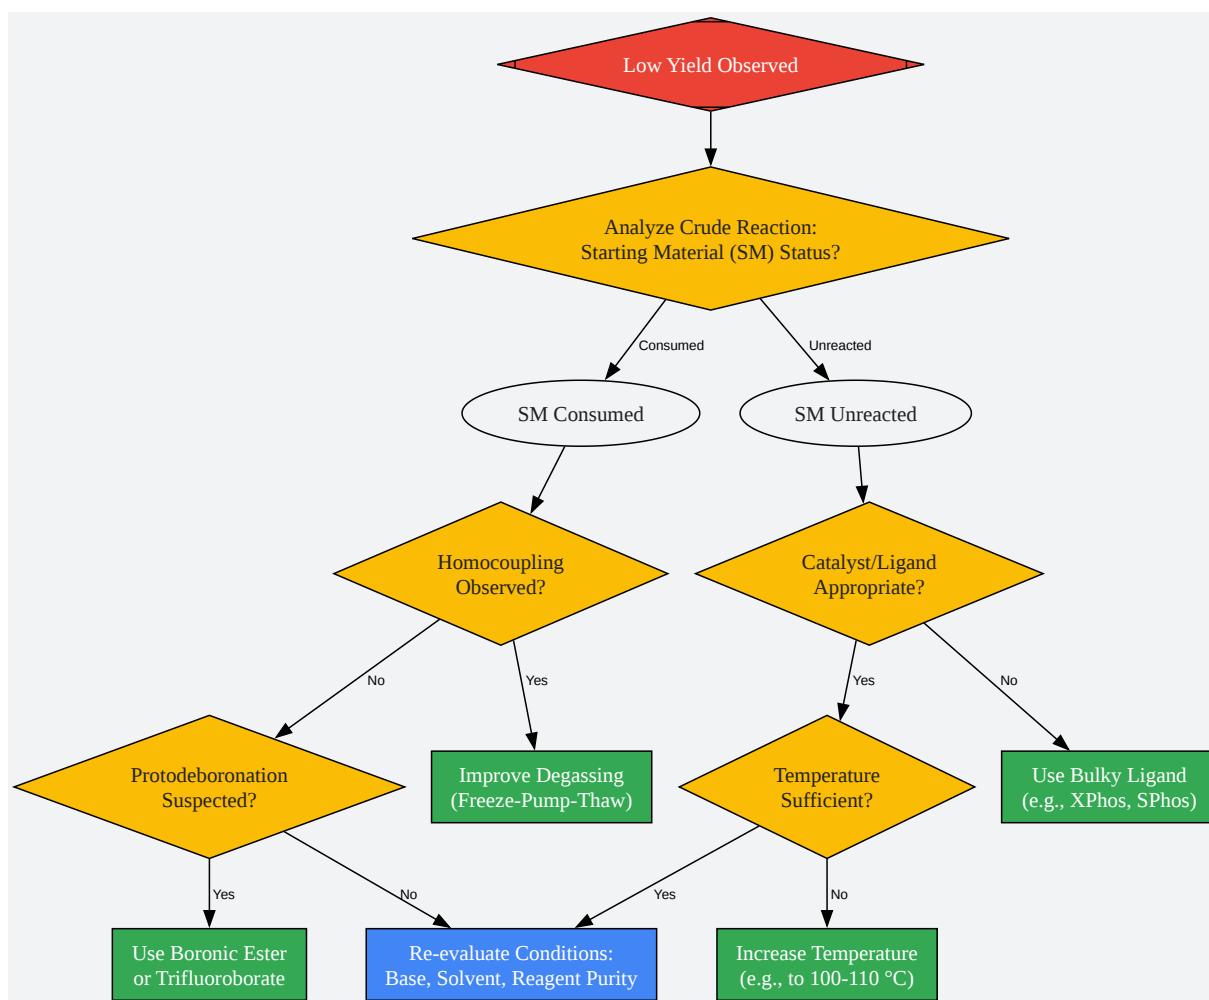 Low Yield Observed
Analyze Crude Reaction:
Starting Material (SM) Status?
Consumed
Unreacted
SM Consumed
SM Unreacted
Homocoupling
Observed?
Catalyst/Ligand
Appropriate?
No
Yes
Yes
No
Protodeboronation
Suspected?
Improve Degassing
(Freeze-Pump-Thaw)
Temperature
Sufficient?
Use Bulky Ligand
(e.g., XPhos, SPhos)
Yes
No
Yes
No
Use Boronic Ester
or Trifluoroborate
Re-evaluate Conditions:
Base, Solvent, Reagent Purity
Increase Temperature
(e.g., to 100-110 °C)